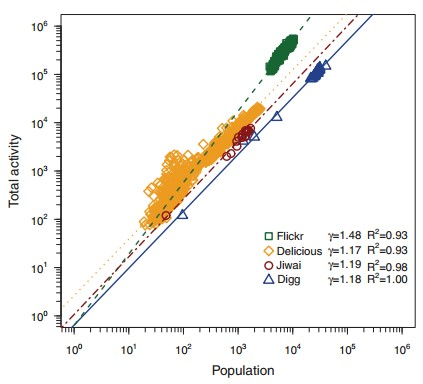 10⁶
10⁵
10⁴
10³
10²
10¹
10⁰
Total activity
Flickr γ=1.48 R²=0.93
Delicious γ=1.17 R²=0.93
Jiwai γ=1.19 R²=0.98
Digg γ=1.18 R²=1.00
10⁰ 10¹ 10² 10³ 10⁴ 10⁵ 10⁶
Population